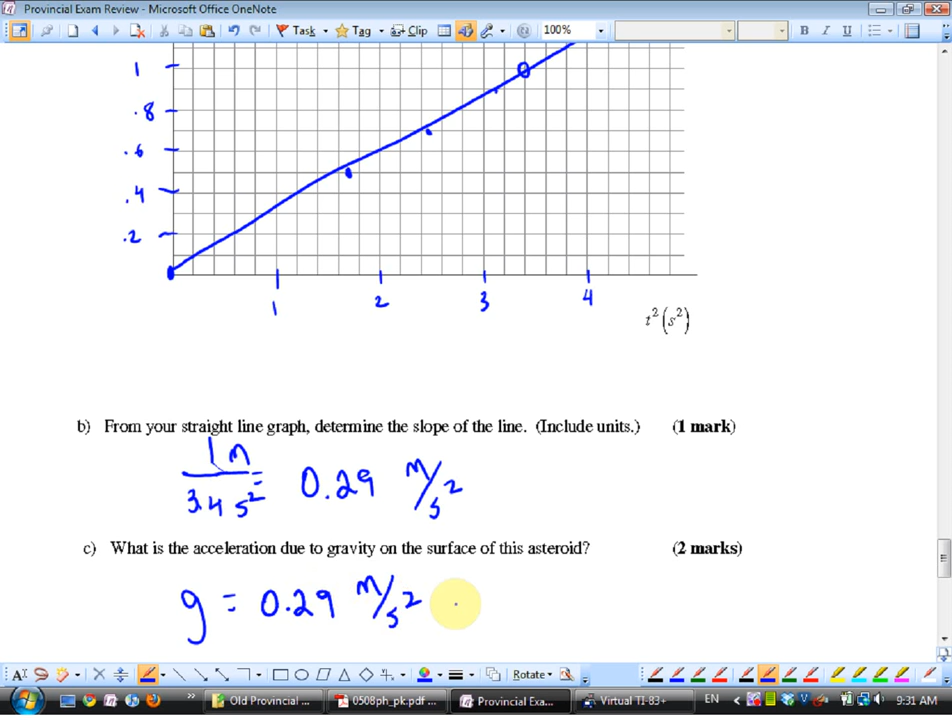 Provincial Exam Review - Microsoft Office OneNote
Task Tag Clip 100% B I U
1
.8
.6
.4
.2
1 2 3 4
t² (s²)
b) From your straight line graph, determine the slope of the line. (Include units.) (1 mark)
1 m
3.4 s² = 0.29 m/s²
c) What is the acceleration due to gravity on the surface of this asteroid? (2 marks)
g = 0.29 m/s²
Rotate
Old Provincial ... 0508ph_pk.pdf ... Provincial Exa... Virtual TI-83+ EN 9:31 AM